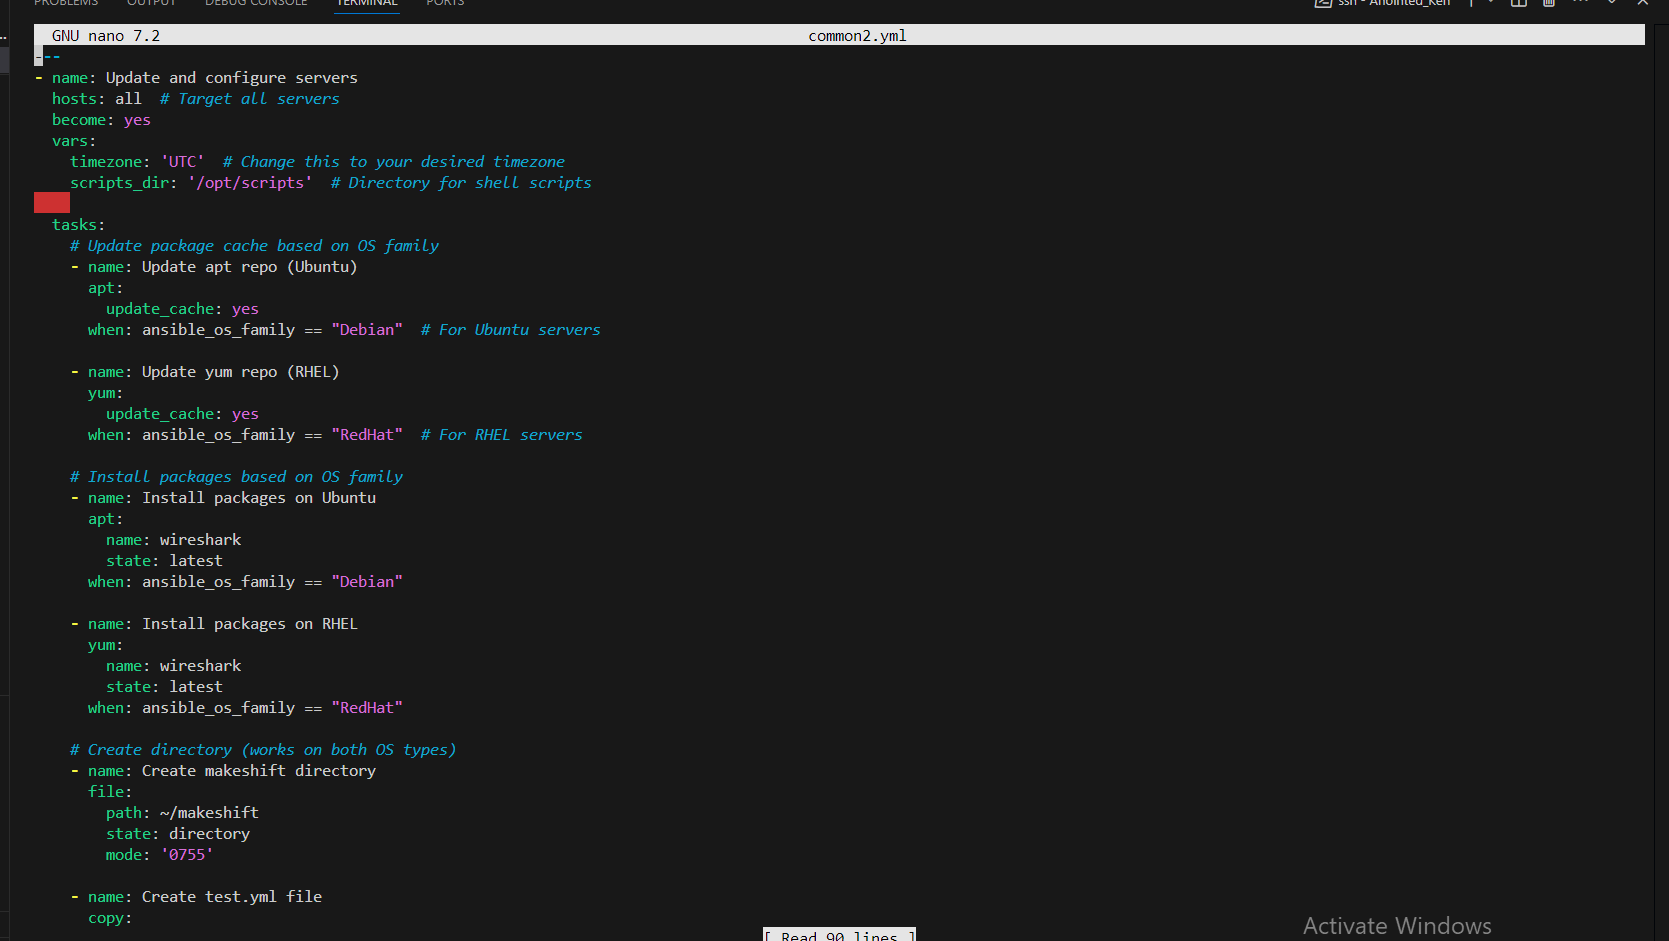 PROBLEMS OUTPUT DEBUG CONSOLE TERMINAL PORTS ssh - Anointed_Ken
GNU nano 7.2 common2.yml
---
- name: Update and configure servers
  hosts: all  # Target all servers
  become: yes
  vars:
    timezone: 'UTC'  # Change this to your desired timezone
    scripts_dir: '/opt/scripts'  # Directory for shell scripts
  tasks:
    # Update package cache based on OS family
    - name: Update apt repo (Ubuntu)
      apt:
        update_cache: yes
      when: ansible_os_family == "Debian"  # For Ubuntu servers
    - name: Update yum repo (RHEL)
      yum:
        update_cache: yes
      when: ansible_os_family == "RedHat"  # For RHEL servers
    # Install packages based on OS family
    - name: Install packages on Ubuntu
      apt:
        name: wireshark
        state: latest
      when: ansible_os_family == "Debian"
    - name: Install packages on RHEL
      yum:
        name: wireshark
        state: latest
      when: ansible_os_family == "RedHat"
    # Create directory (works on both OS types)
    - name: Create makeshift directory
      file:
        path: ~/makeshift
        state: directory
        mode: '0755'
    - name: Create test.yml file
      copy:
[ Read 90 lines ]
Activate Windows